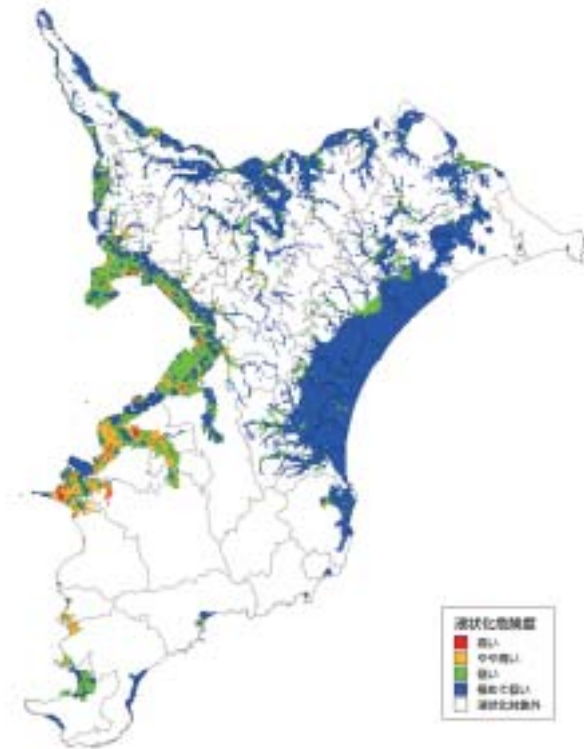 液状化危険度
高い
やや高い
低い
極めて低い
液状化対象外